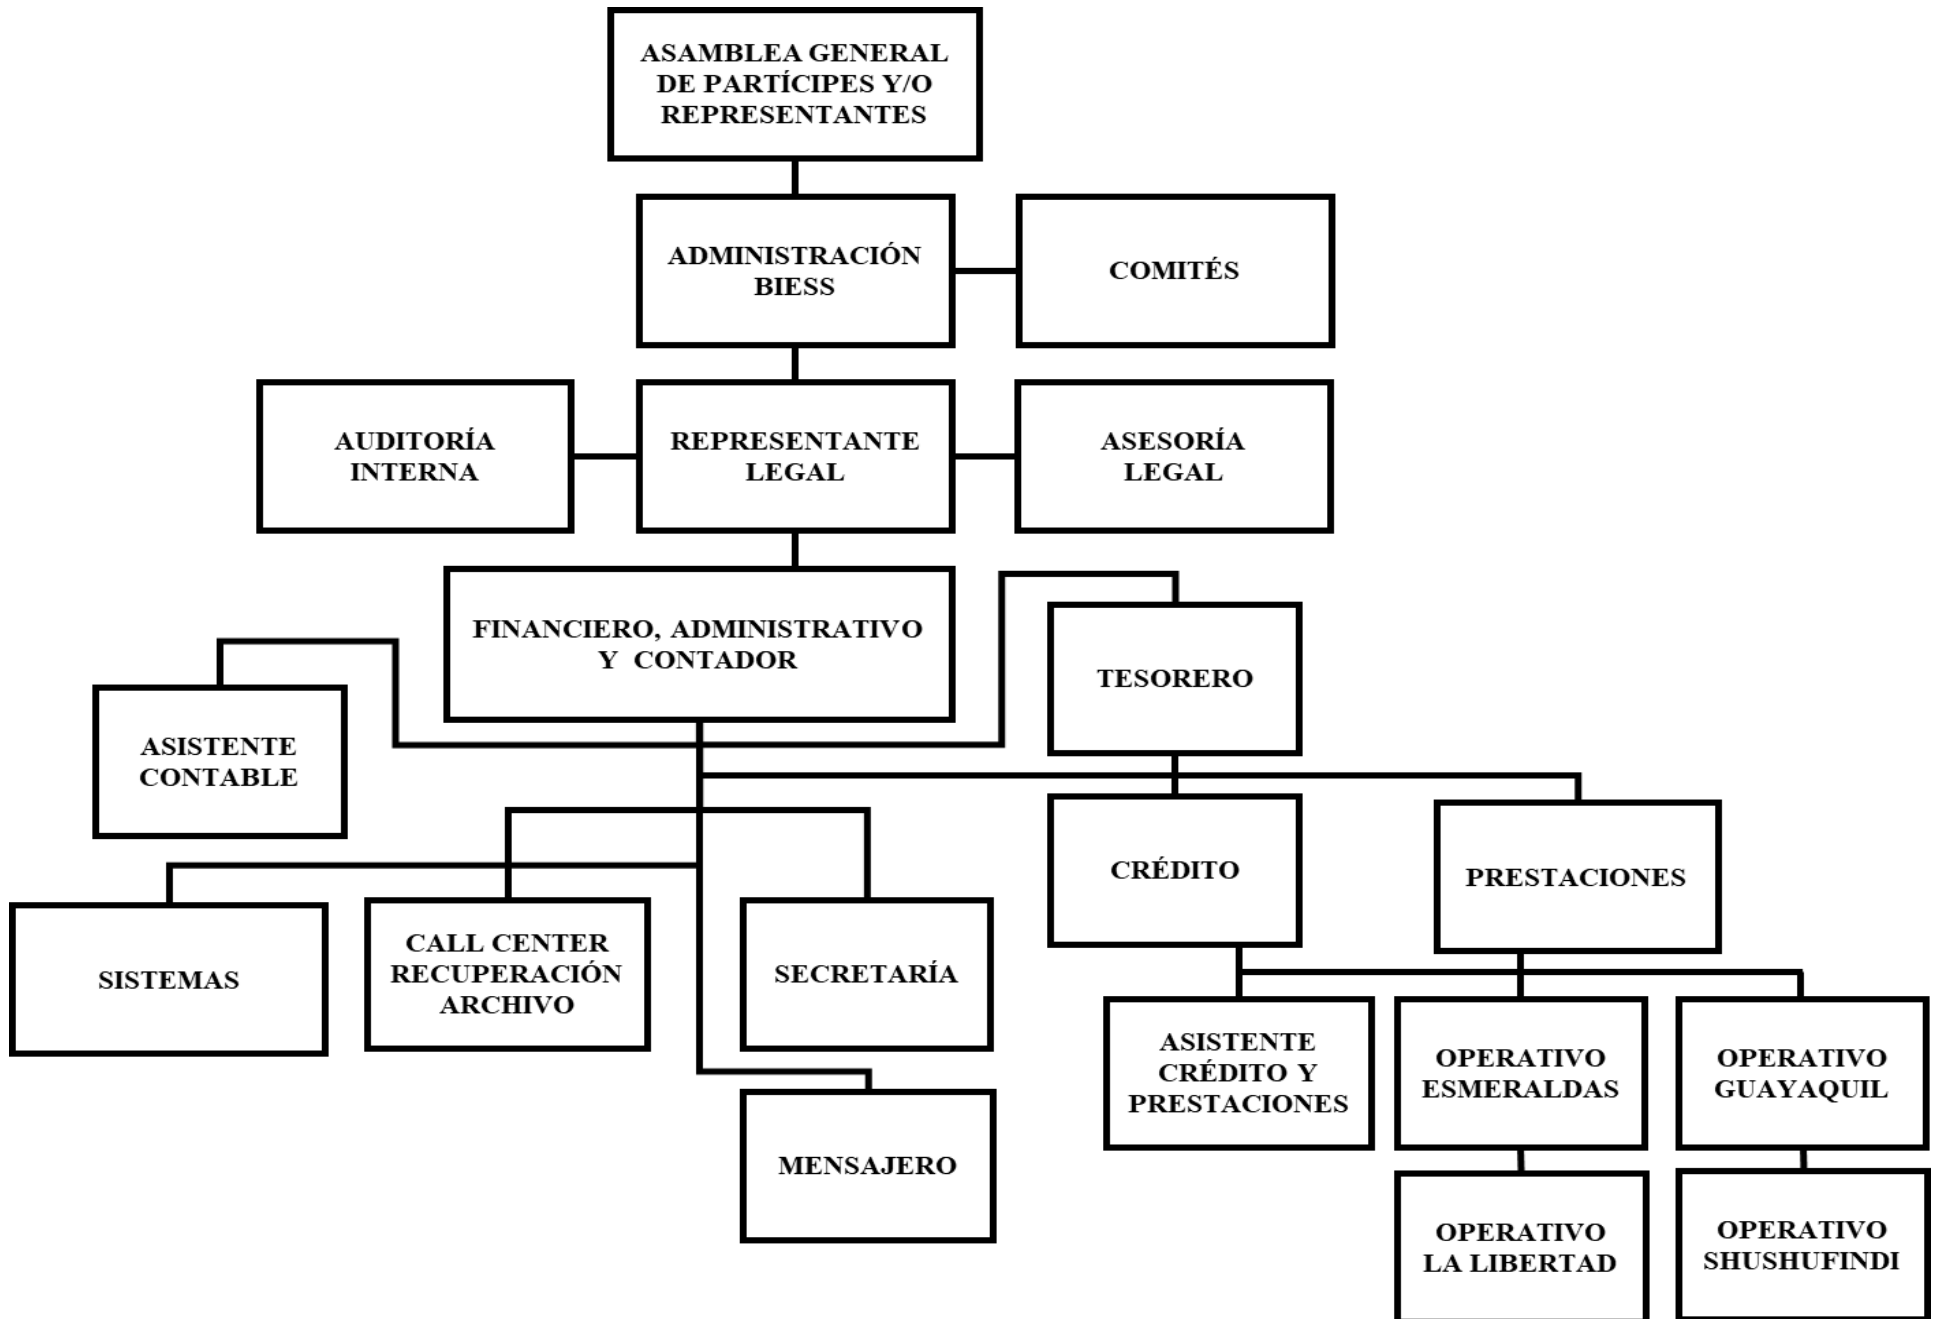 ASAMBLEA GENERAL
DE PARTÍCIPES Y/O
REPRESENTANTES
ADMINISTRACIÓN
BIESS
COMITÉS
AUDITORÍA
INTERNA
REPRESENTANTE
LEGAL
ASESORÍA
LEGAL
FINANCIERO, ADMINISTRATIVO
Y CONTADOR
TESORERO
ASISTENTE
CONTABLE
CRÉDITO
PRESTACIONES
SISTEMAS
CALL CENTER
RECUPERACIÓN
ARCHIVO
SECRETARÍA
MENSAJERO
ASISTENTE
CRÉDITO Y
PRESTACIONES
OPERATIVO
ESMERALDAS
OPERATIVO
GUAYAQUIL
OPERATIVO
LA LIBERTAD
OPERATIVO
SHUSHUFINDI